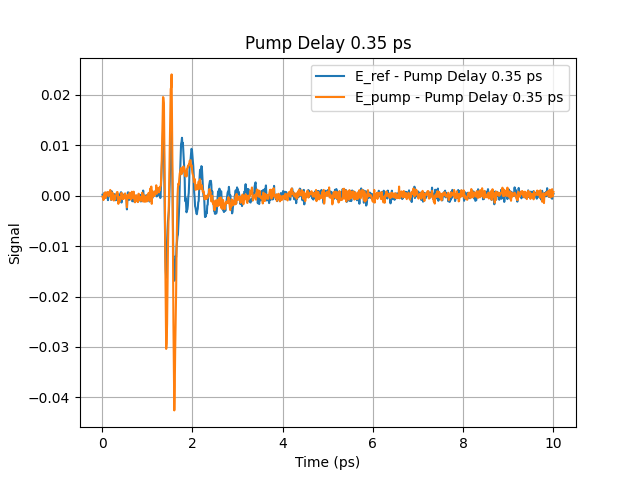 Pump Delay 0.35 ps
E_ref - Pump Delay 0.35 ps
E_pump - Pump Delay 0.35 ps
0.02
0.01
0.00
−0.01
−0.02
−0.03
−0.04
Signal
0 2 4 6 8 10
Time (ps)